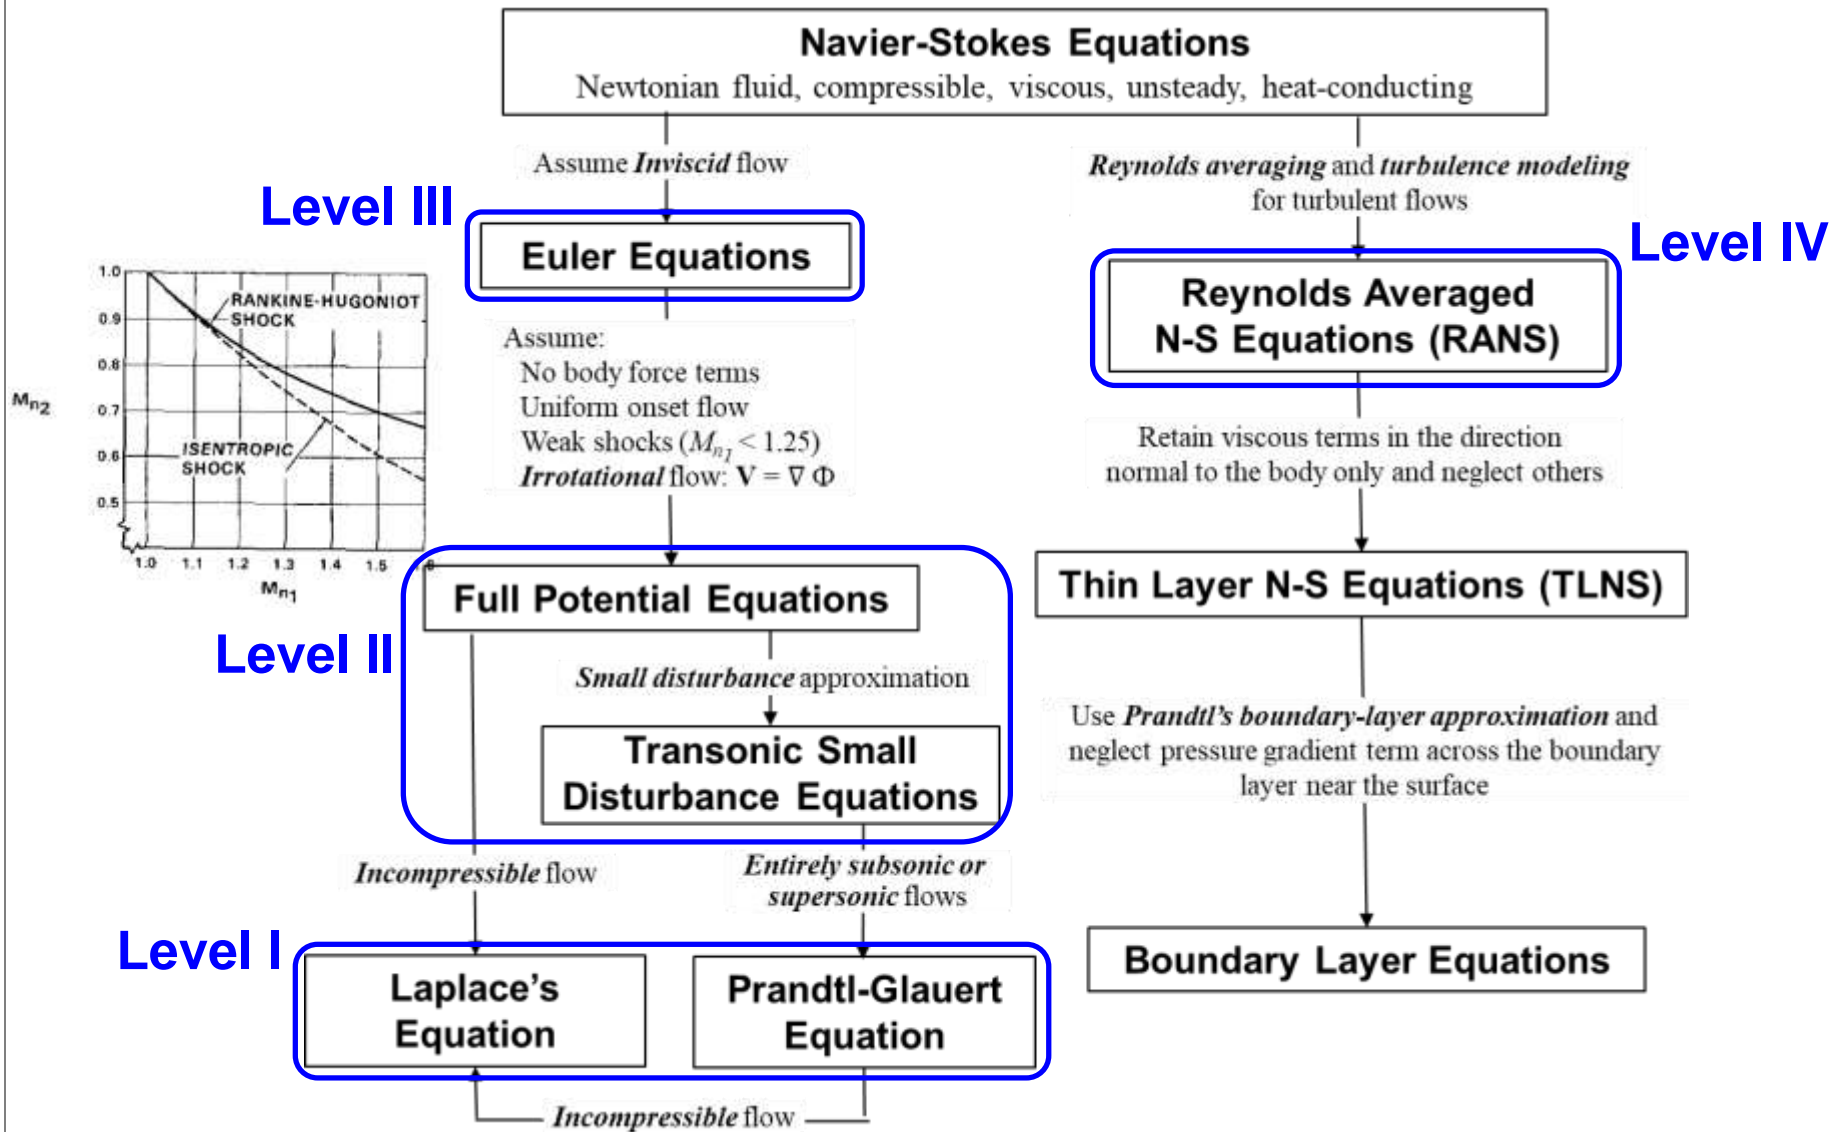 Navier-Stokes Equations
Newtonian fluid, compressible, viscous, unsteady, heat-conducting
Assume Inviscid flow
Reynolds averaging and turbulence modeling
for turbulent flows
Level III
Euler Equations
Level IV
Reynolds Averaged
N-S Equations (RANS)
1.0
0.9
0.8
0.7
0.6
0.5
Mn2
RANKINE-HUGONIOT
SHOCK
ISENTROPIC
SHOCK
1.0 1.1 1.2 1.3 1.4 1.5
Mn1
Assume:
No body force terms
Uniform onset flow
Weak shocks (Mn1 < 1.25)
Irrotational flow: V = ∇ Φ
Retain viscous terms in the direction
normal to the body only and neglect others
Full Potential Equations
Thin Layer N-S Equations (TLNS)
Level II
Small disturbance approximation
Transonic Small
Disturbance Equations
Use Prandtl's boundary-layer approximation and
neglect pressure gradient term across the boundary
layer near the surface
Incompressible flow
Entirely subsonic or
supersonic flows
Level I
Laplace's
Equation
Prandtl-Glauert
Equation
Boundary Layer Equations
Incompressible flow